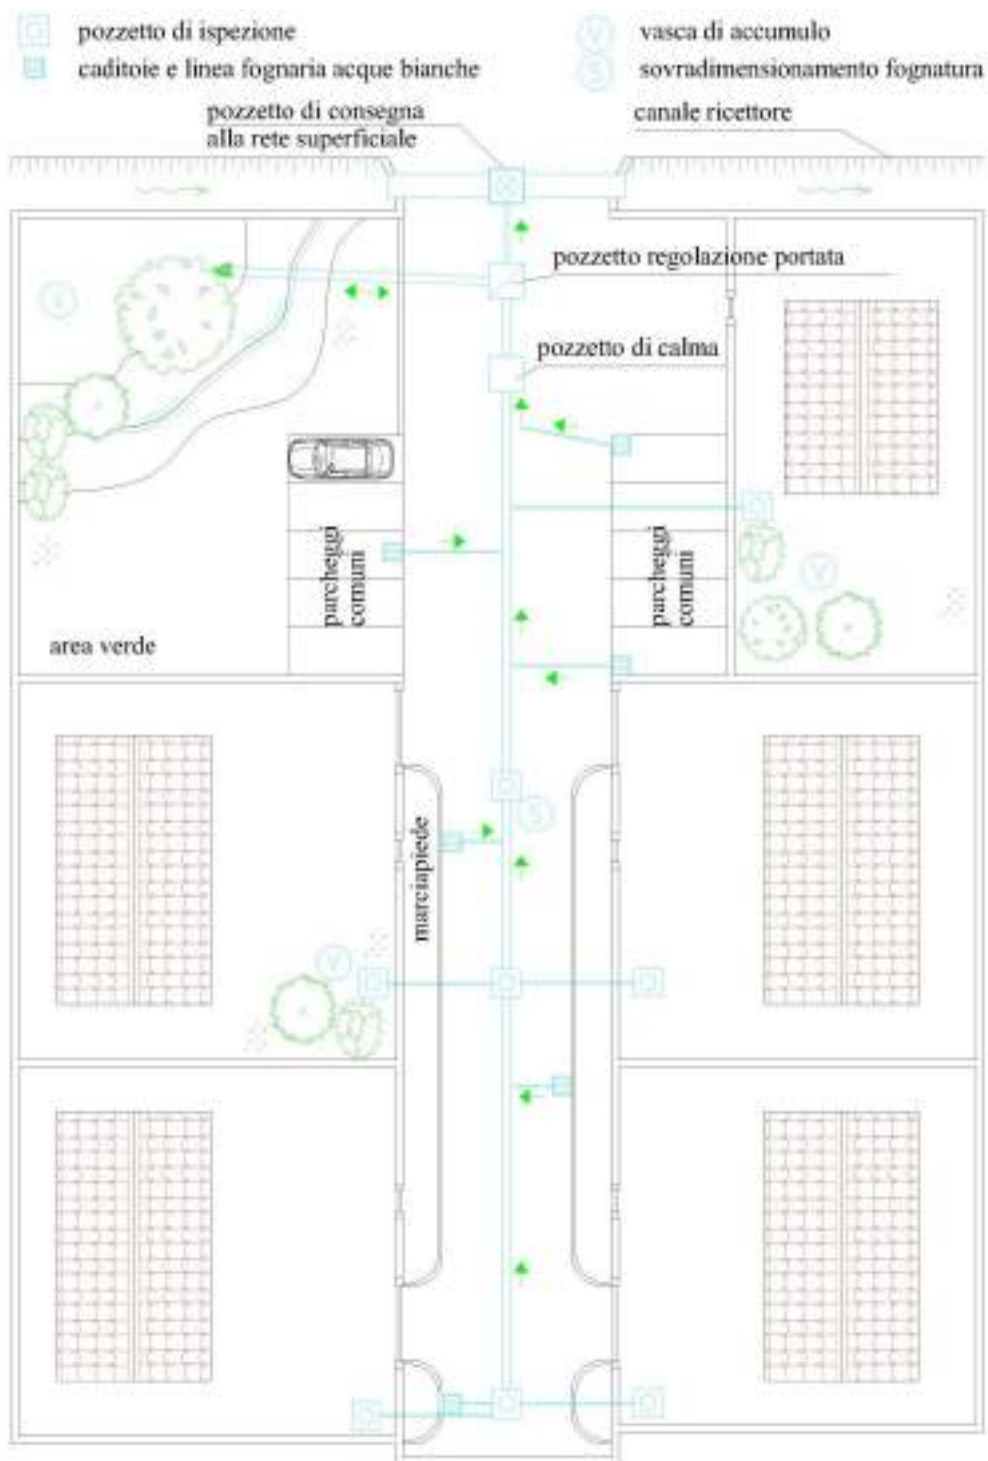 pozzetto di ispezione
caditoie e linea fognaria acque bianche
V vasca di accumulo
S sovradimensionamento fognatura
pozzetto di consegna
alla rete superficiale
canale ricettore
pozzetto regolazione portata
V
pozzetto di calma
parcheggi
comuni
parcheggi
comuni
V
area verde
S
marciapiede
V